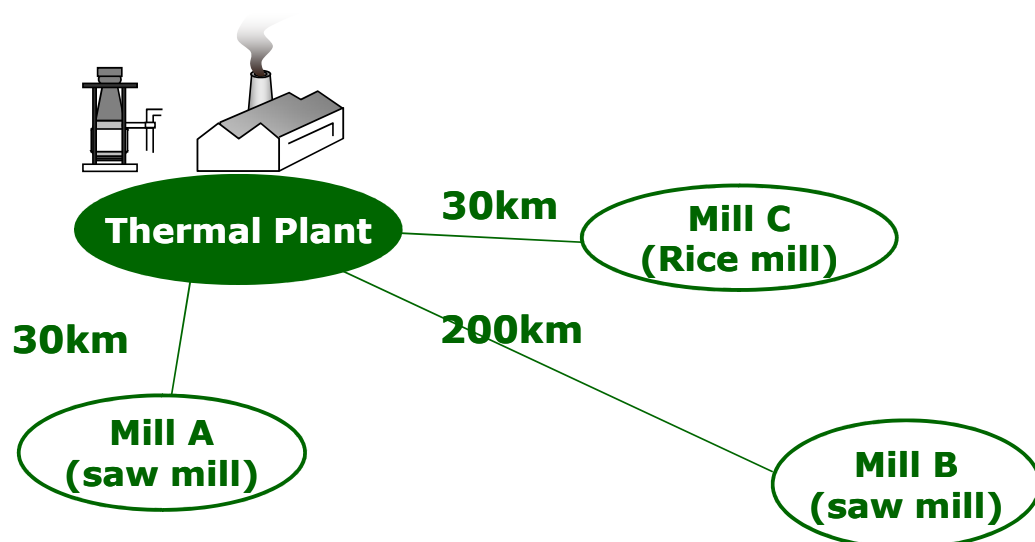 Thermal Plant
30km
Mill C
(Rice mill)
200km
30km
Mill A
(saw mill)
Mill B
(saw mill)